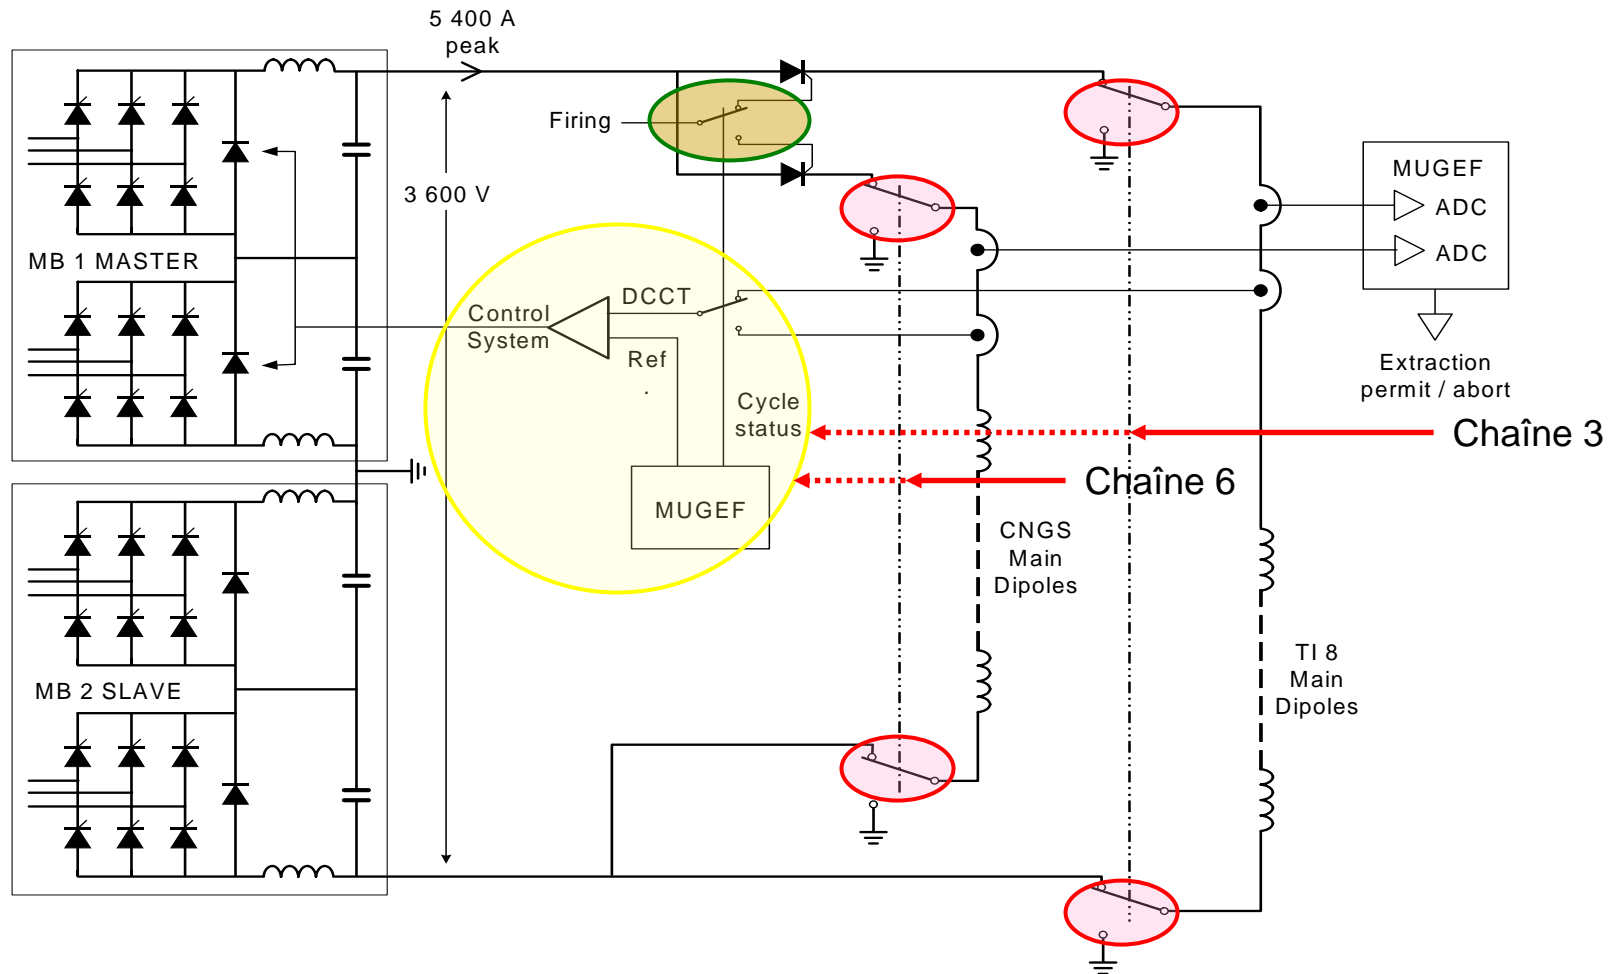 5 400 A
peak
Firing
3 600 V
MUGEF
ADC
ADC
MB 1 MASTER
DCCT
Control
System
Ref
.
Extraction
permit / abort
Cycle
status
Chaîne 3
Chaîne 6
MUGEF
CNGS
Main
Dipoles
TI 8
Main
Dipoles
MB 2 SLAVE